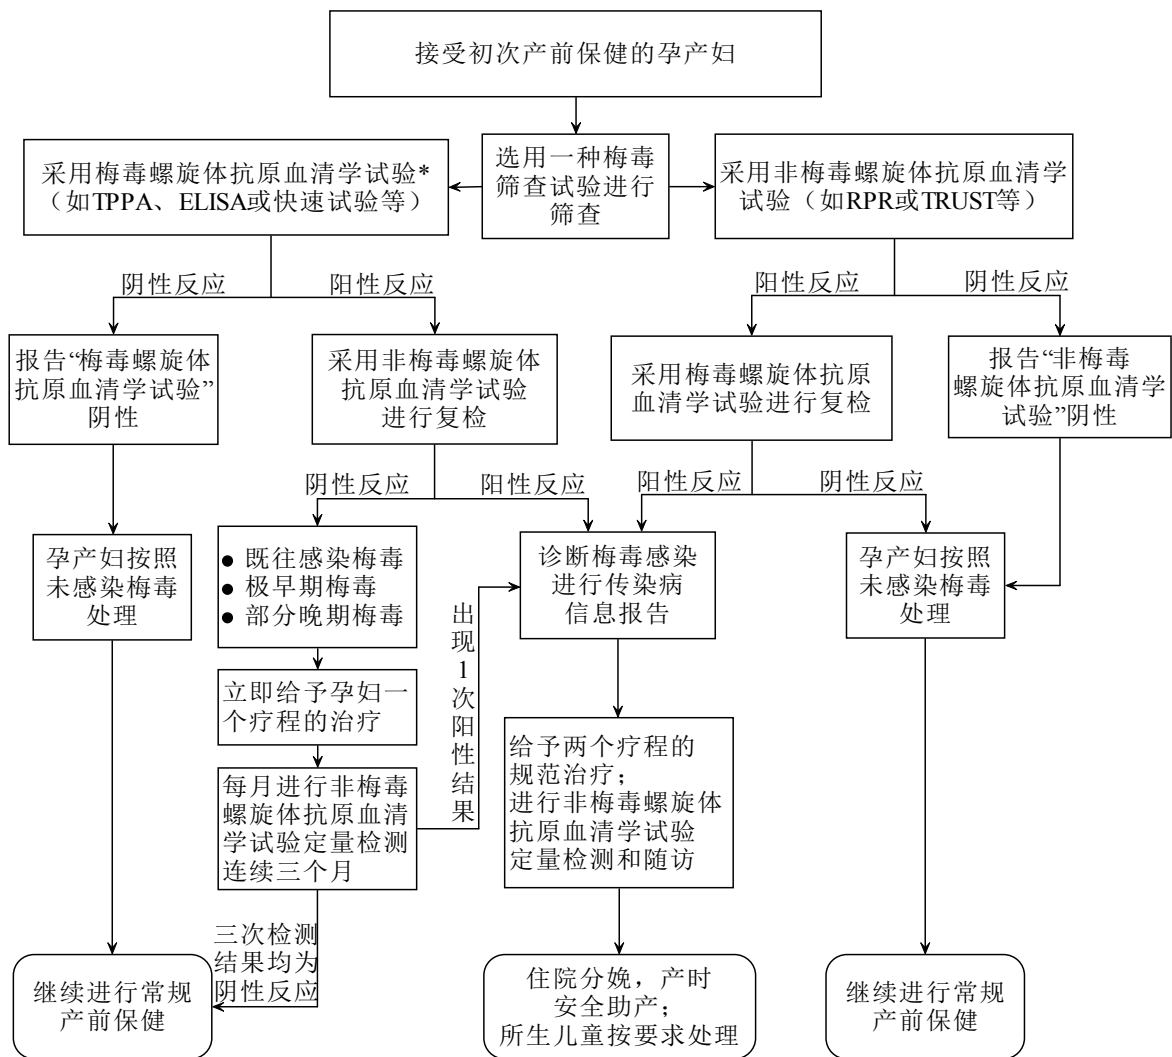 接受初次产前保健的孕产妇
采用梅毒螺旋体抗原血清学试验*
（如TPPA、ELISA或快速试验等）
选用一种梅毒
筛查试验进行
筛查
采用非梅毒螺旋体抗原血清学
试验（如RPR或TRUST等）
阴性反应
阳性反应
阳性反应
阴性反应
报告“梅毒螺旋体
抗原血清学试验”
阴性
采用非梅毒螺旋体
抗原血清学试验
进行复检
采用梅毒螺旋体抗原
血清学试验进行复检
报告“非梅毒
螺旋体抗原血清学
试验”阴性
阴性反应
阳性反应
阳性反应
阴性反应
孕产妇按照
未感染梅毒
处理
● 既往感染梅毒
● 极早期梅毒
● 部分晚期梅毒
诊断梅毒感染
进行传染病
信息报告
孕产妇按照
未感染梅毒
处理
出现1次阳性结果
立即给予孕妇一
个疗程的治疗
每月进行非梅毒
螺旋体抗原血清
学试验定量检测
连续三个月
给予两个疗程的
规范治疗；
进行非梅毒螺旋体
抗原血清学试验
定量检测和随访
三次检测
结果均为
阴性反应
继续进行常规
产前保健
住院分娩，产时
安全助产；
所生儿童按要求处理
继续进行常规
产前保健